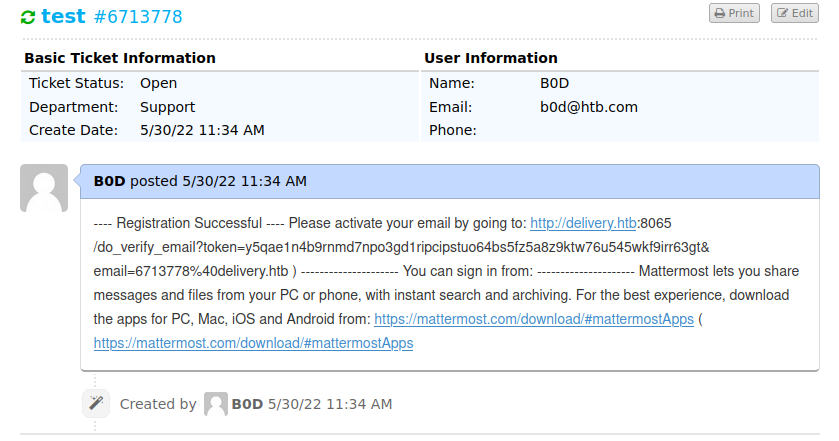 test #6713778
Print
Edit
Basic Ticket Information
User Information
Ticket Status: Open
Name: B0D
Department: Support
Email: b0d@htb.com
Create Date: 5/30/22 11:34 AM
Phone:
B0D posted 5/30/22 11:34 AM
---- Registration Successful ---- Please activate your email by going to: http://delivery.htb:8065
/do_verify_email?token=y5qae1n4b9rnmd7npo3gd1ripcipstuo64bs5fz5a8z9ktw76u545wkf9irr63gt&
email=6713778%40delivery.htb ) --------------------- You can sign in from: --------------------- Mattermost lets you share
messages and files from your PC or phone, with instant search and archiving. For the best experience, download
the apps for PC, Mac, iOS and Android from: https://mattermost.com/download/#mattermostApps (
https://mattermost.com/download/#mattermostApps
Created by B0D 5/30/22 11:34 AM